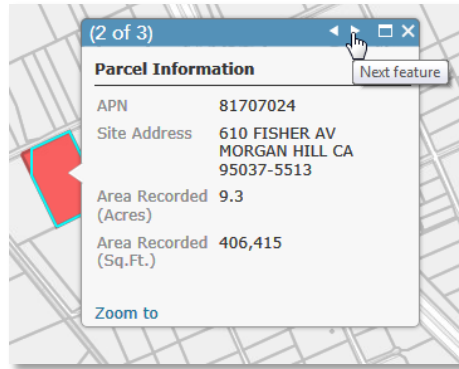 (2 of 3)
Next feature
Parcel Information
APN 81707024
Site Address 610 FISHER AV
MORGAN HILL CA
95037-5513
Area Recorded 9.3
(Acres)
Area Recorded 406,415
(Sq.Ft.)
Zoom to